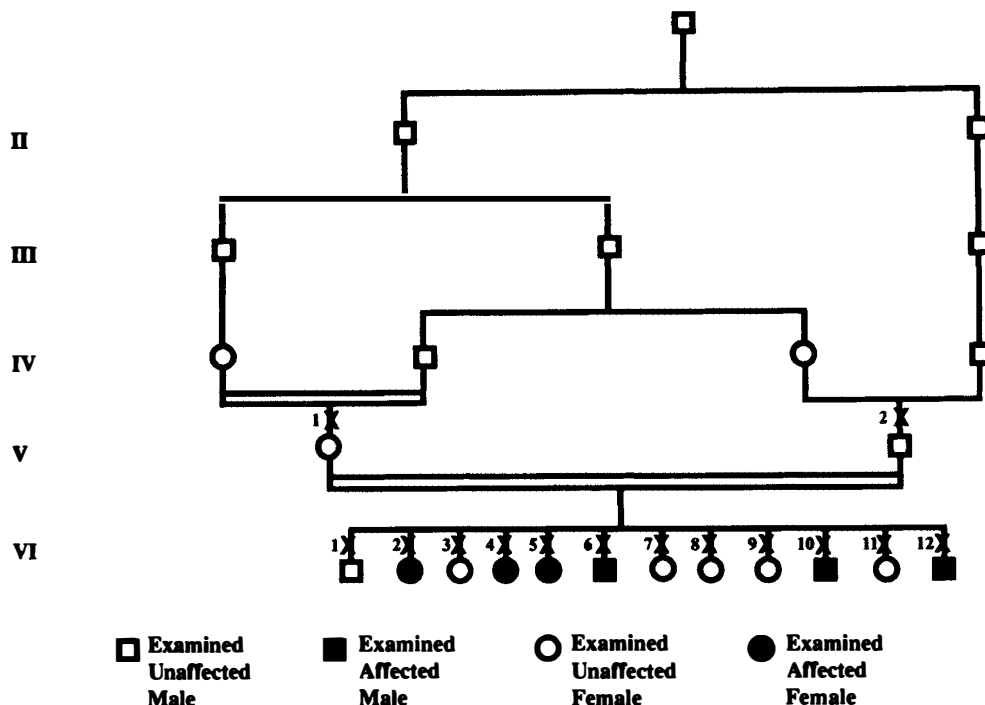 II
III
IV
1 2
V
VI
1 2 3 4 5 6 7 8 9 10 11 12
Examined Unaffected Male
Examined Affected Male
Examined Unaffected Female
Examined Affected Female